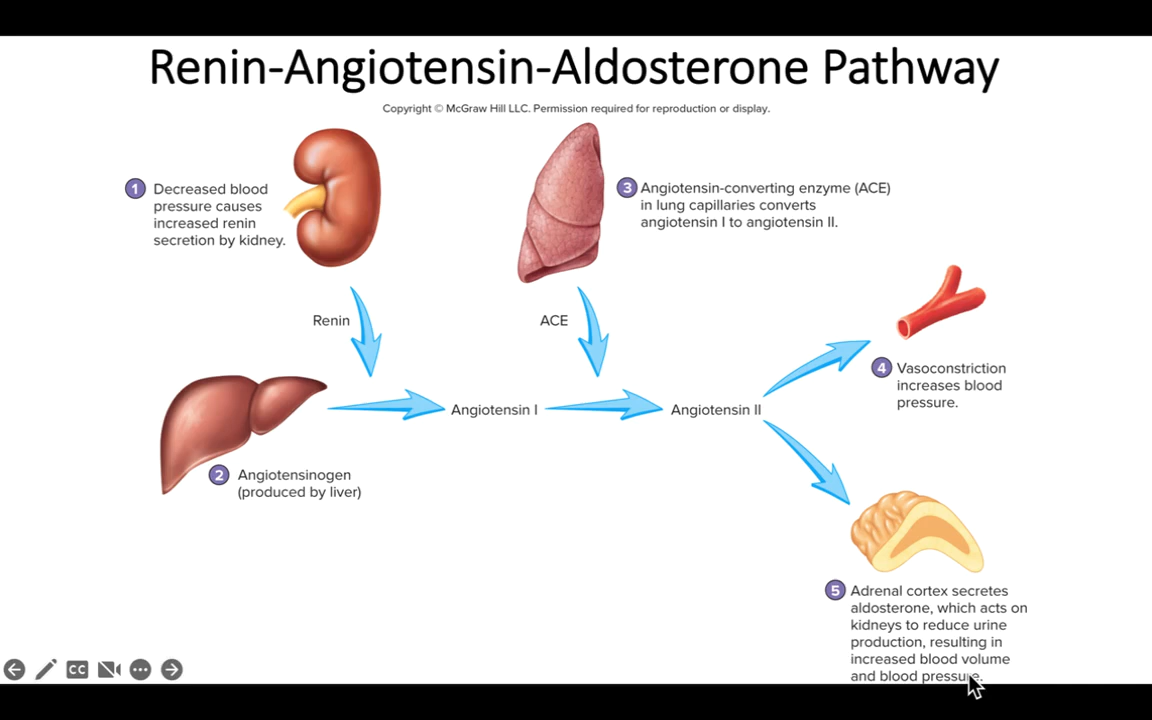 Renin-Angiotensin-Aldosterone Pathway
Copyright © McGraw Hill LLC. Permission required for reproduction or display.
1 Decreased blood
pressure causes
increased renin
secretion by kidney.
3 Angiotensin-converting enzyme (ACE)
in lung capillaries converts
angiotensin I to angiotensin II.
Renin
ACE
4 Vasoconstriction
increases blood
pressure.
Angiotensin I
Angiotensin II
2 Angiotensinogen
(produced by liver)
5 Adrenal cortex secretes
aldosterone, which acts on
kidneys to reduce urine
production, resulting in
increased blood volume
and blood pressure.
CC